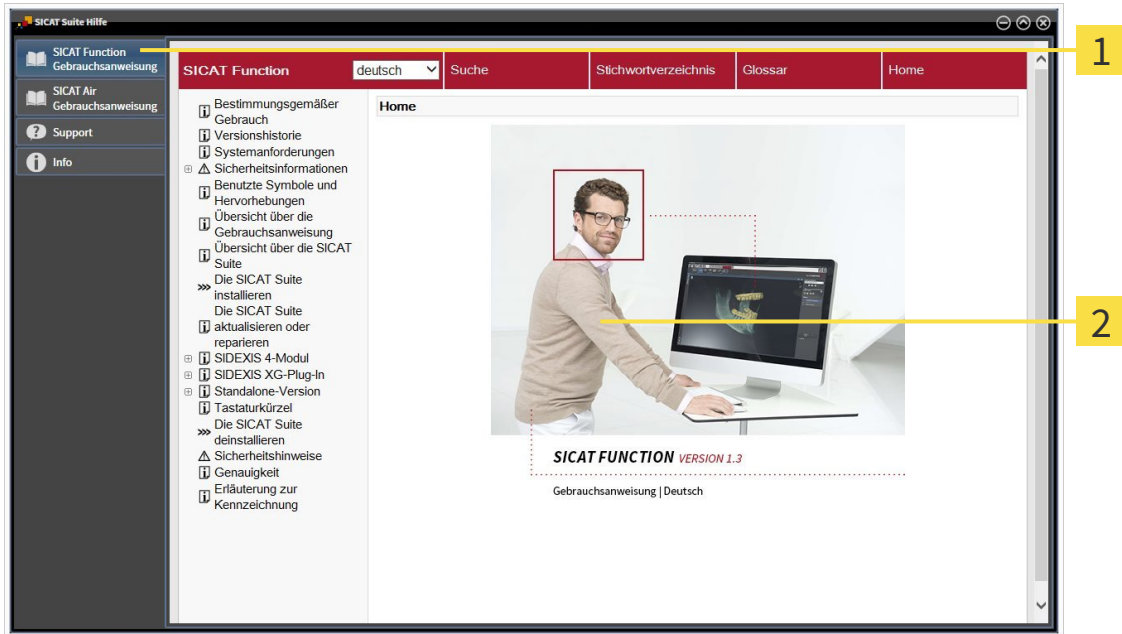 SICAT Suite Hilfe
SICAT Function
Gebrauchsanweisung
SICAT Air
Gebrauchsanweisung
Support
Info
SICAT Function
deutsch
Suche
Stichwortverzeichnis
Glossar
Home
Bestimmungsgemäßer
Gebrauch
Versionshistorie
Systemanforderungen
Sicherheitsinformationen
Benutzte Symbole und
Hervorhebungen
Übersicht über die
Gebrauchsanweisung
Übersicht über die SICAT
Suite
Die SICAT Suite
installieren
Die SICAT Suite
aktualisieren oder
reparieren
SIDEXIS 4-Modul
SIDEXIS XG-Plug-In
Standalone-Version
Tastaturkürzel
Die SICAT Suite
deinstallieren
Sicherheitshinweise
Genauigkeit
Erläuterung zur
Kennzeichnung
Home
SICAT FUNCTION VERSION 1.3
Gebrauchsanweisung | Deutsch
1
2